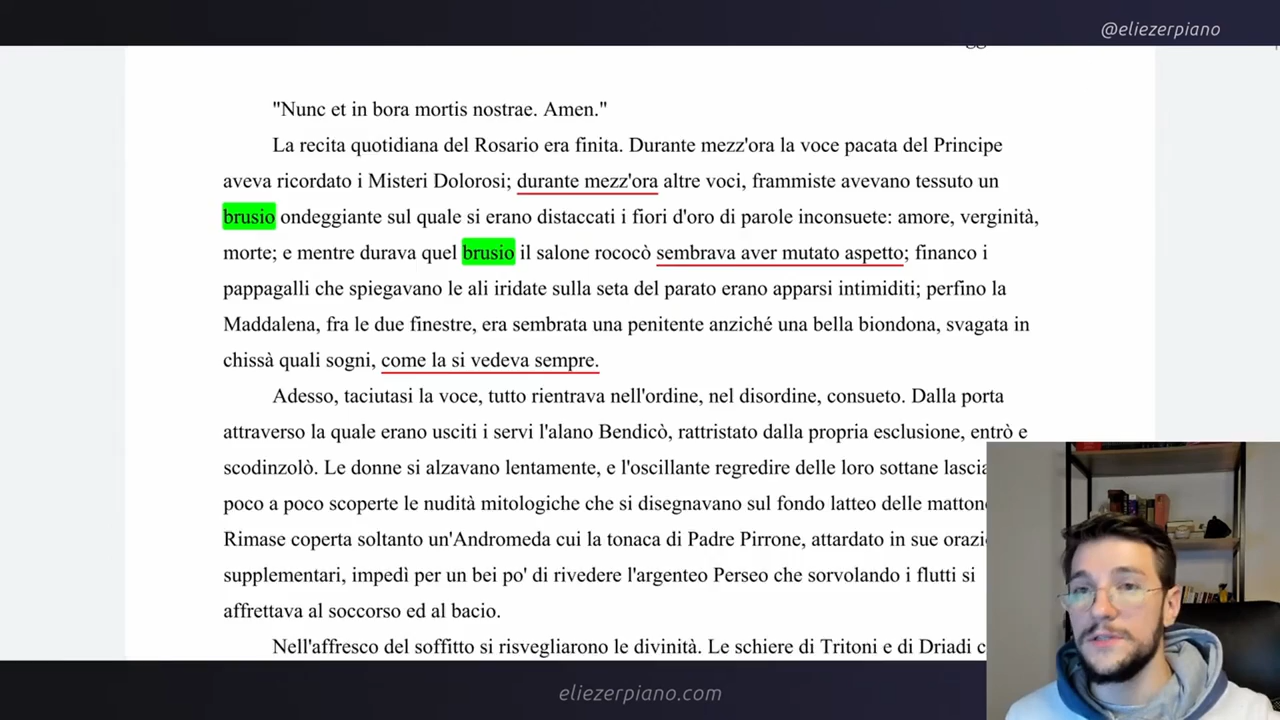 @eliezerpiano
"Nunc et in bora mortis nostrae. Amen."
La recita quotidiana del Rosario era finita. Durante mezz'ora la voce pacata del Principe
aveva ricordato i Misteri Dolorosi; durante mezz'ora altre voci, frammiste avevano tessuto un
brusio ondeggiante sul quale si erano distaccati i fiori d'oro di parole inconsuete: amore, verginità,
morte; e mentre durava quel brusio il salone rococò sembrava aver mutato aspetto; financo i
pappagalli che spiegavano le ali iridate sulla seta del parato erano apparsi intimiditi; perfino la
Maddalena, fra le due finestre, era sembrata una penitente anziché una bella biondona, svagata in
chissà quali sogni, come la si vedeva sempre.
Adesso, taciutasi la voce, tutto rientrava nell'ordine, nel disordine, consueto. Dalla porta
attraverso la quale erano usciti i servi l'alano Bendicò, rattristato dalla propria esclusione, entrò e
scodinzolò. Le donne si alzavano lentamente, e l'oscillante regredire delle loro sottane
poco a poco scoperte le nudità mitologiche che si disegnavano sul fondo latteo delle
Rimase coperta soltanto un'Andromeda cui la tonaca di Padre Pirrone, attardato in sue
supplementari, impedì per un bei po' di rivedere l'argenteo Perseo che sorvolando i flutti si
affrettava al soccorso ed al bacio.
Nell'affresco del soffitto si risvegliarono le divinità. Le schiere di Tritoni e di Driadi
eliezerpiano.com